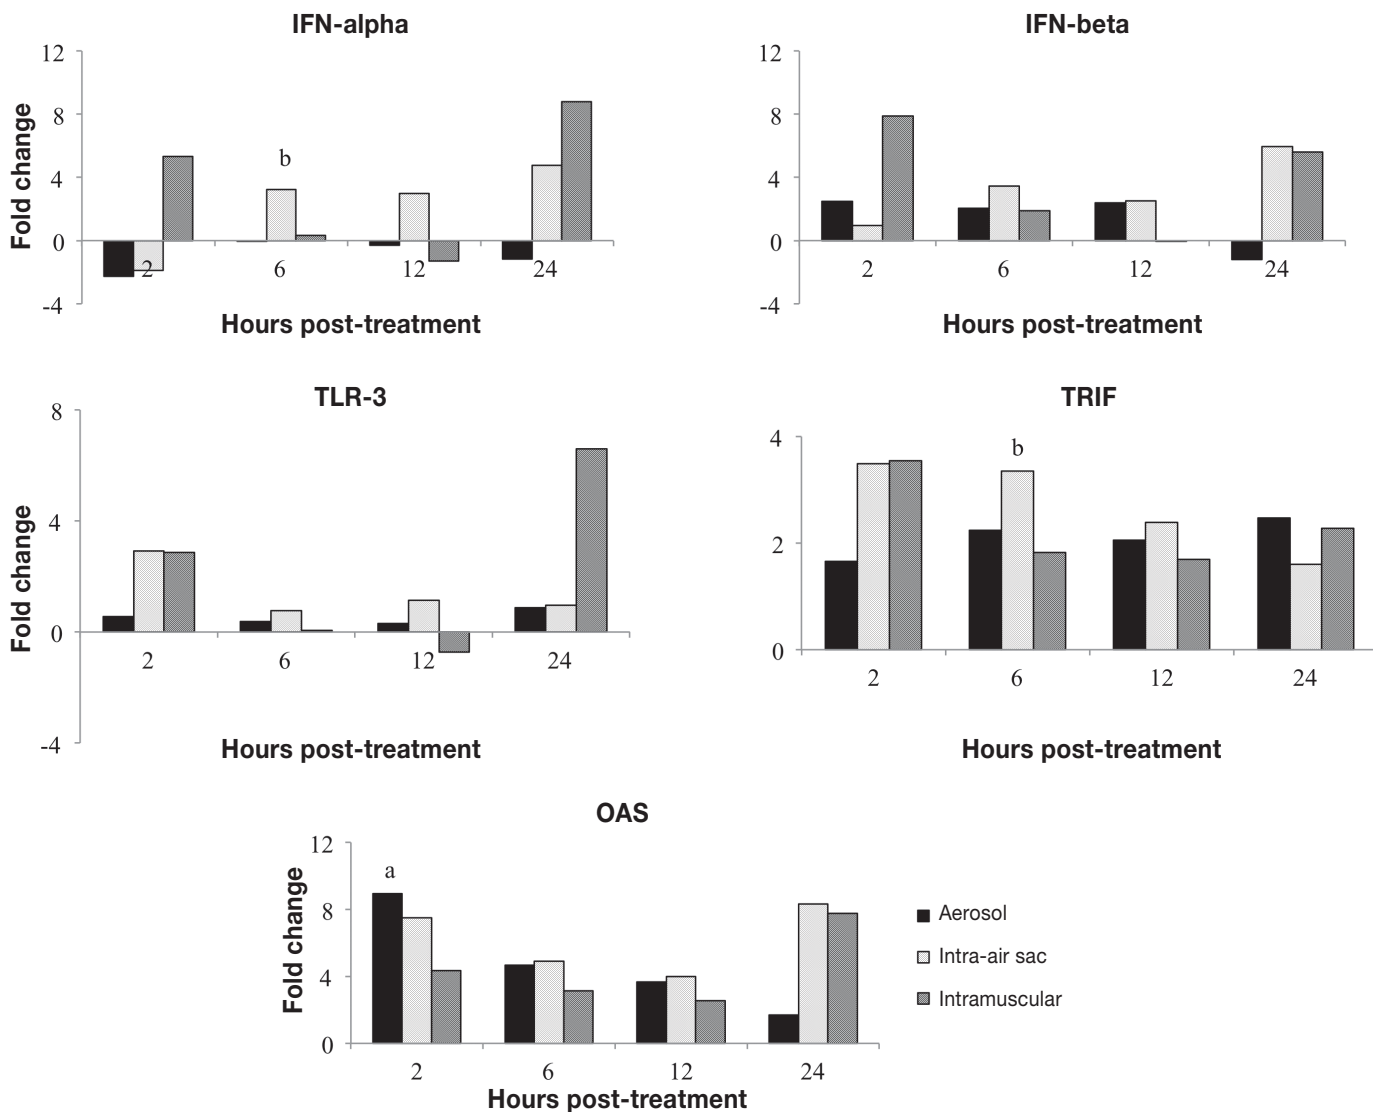 IFN-alpha
12
8
4
0
-4
Fold change
b
2 6 12 24
Hours post-treatment
IFN-beta
12
8
4
0
-4
2 6 12 24
Hours post-treatment
TLR-3
8
4
0
-4
Fold change
2 6 12 24
Hours post-treatment
TRIF
4
2
0
b
2 6 12 24
Hours post-treatment
OAS
12
8
4
0
Fold change
a
2 6 12 24
Hours post-treatment
Aerosol
Intra-air sac
Intramuscular